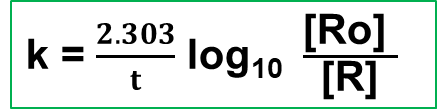 k = 2.303/t log₁₀ [Ro]/[R]